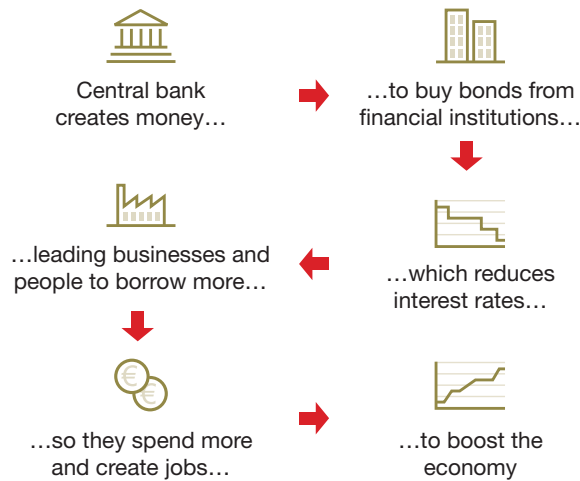 Central bank
creates money…
…to buy bonds from
financial institutions…
…which reduces
interest rates…
…leading businesses and
people to borrow more…
…so they spend more
and create jobs…
…to boost the
economy